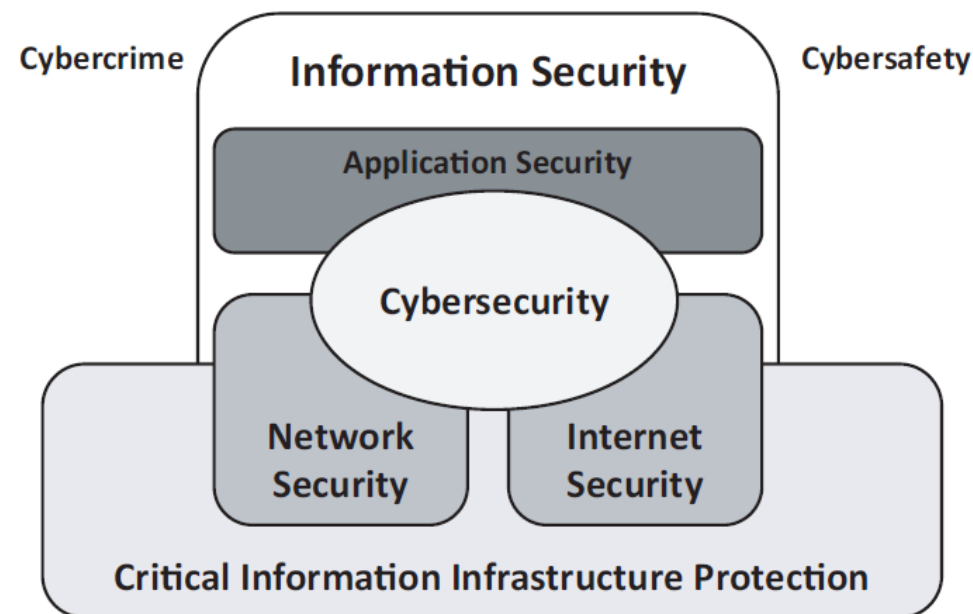 Cybercrime
Information Security
Cybersafety
Application Security
Cybersecurity
Network
Security
Internet
Security
Critical Information Infrastructure Protection